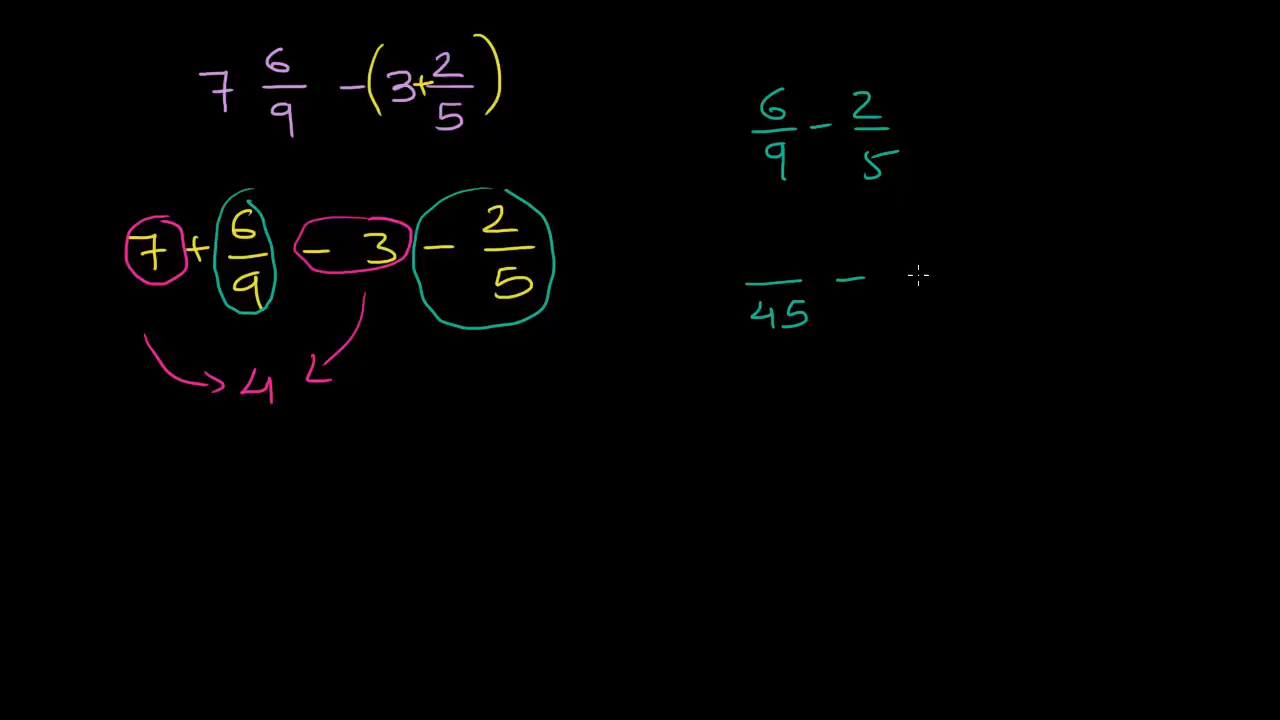 7 6/9 - (3 + 2/5)
7 + 6/9 - 3 - 2/5
4
6/9 - 2/5
/45 -